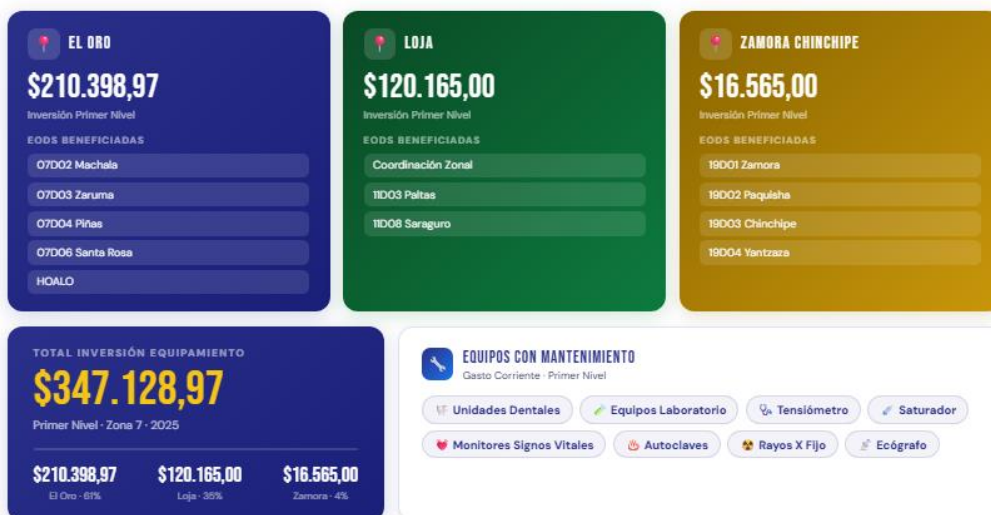 EL ORO
$210.398,97
Inversión Primer Nivel
EODS BENEFICIADAS
07D02 Machala
07D03 Zaruma
07D04 Piñas
07D06 Santa Rosa
HOALO
LOJA
$120.165,00
Inversión Primer Nivel
EODS BENEFICIADAS
Coordinación Zonal
11D03 Paltas
11D08 Saraguro
ZAMORA CHINCHIPE
$16.565,00
Inversión Primer Nivel
EODS BENEFICIADAS
19D01 Zamora
19D02 Paquisha
19D03 Chinchipe
19D04 Yantzaza
TOTAL INVERSIÓN EQUIPAMIENTO
$347.128,97
Primer Nivel · Zona 7 · 2025
$210.398,97 $120.165,00 $16.565,00
El Oro · 61% Loja · 35% Zamora · 4%
EQUIPOS CON MANTENIMIENTO
Gasto Corriente · Primer Nivel
Unidades Dentales Equipos Laboratorio Tensiómetro Saturador
Monitores Signos Vitales Autoclaves Rayos X Fijo Ecógrafo